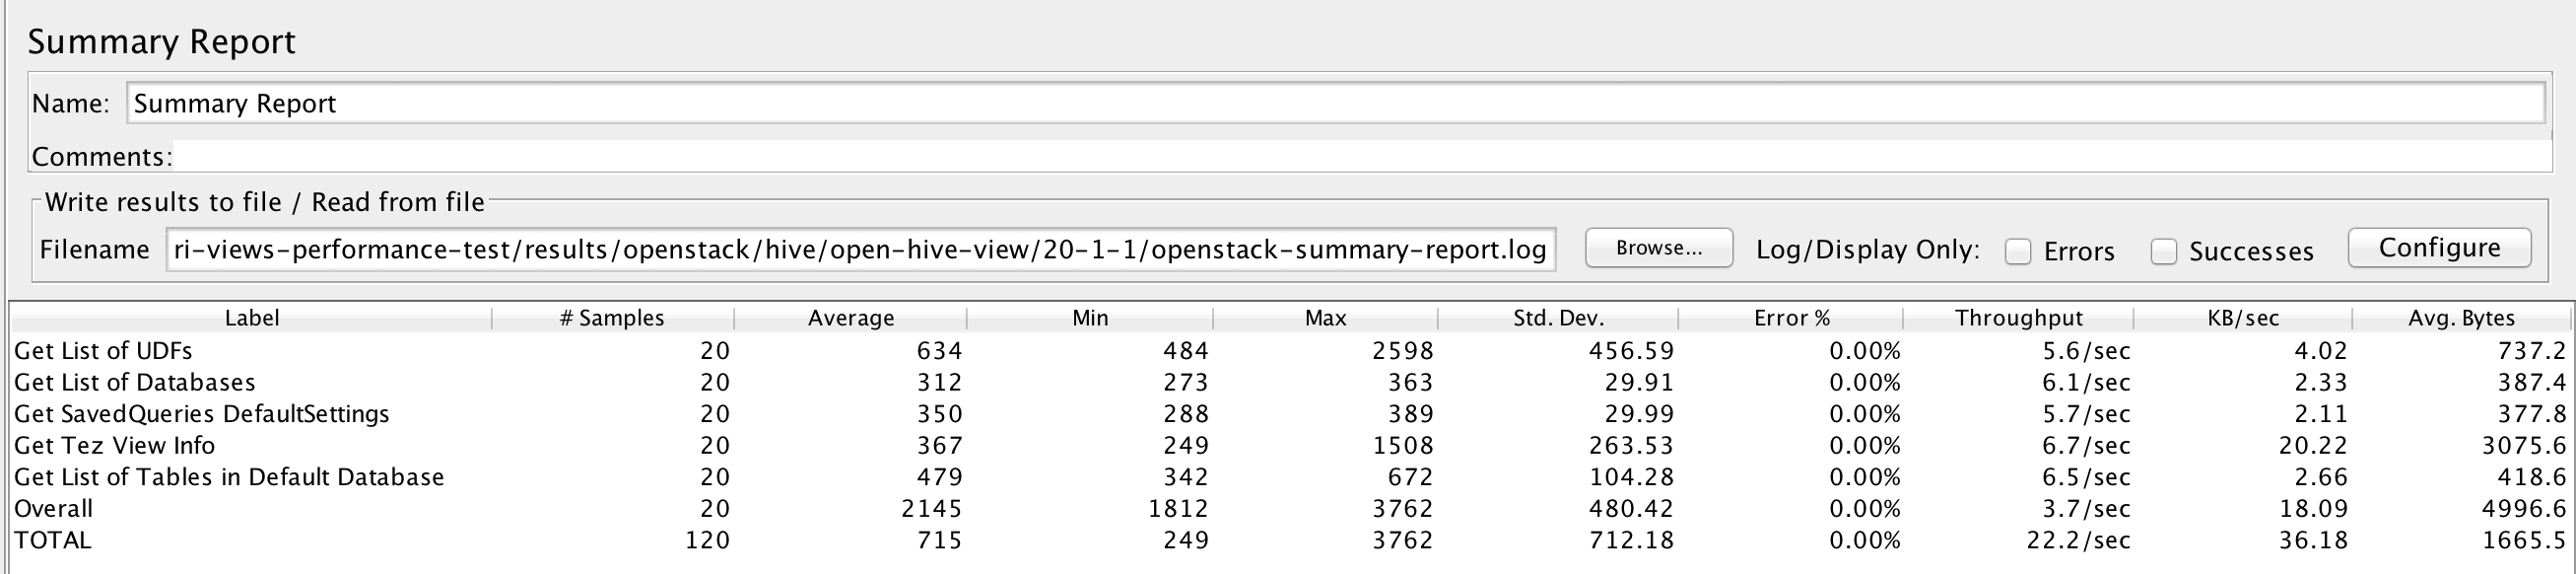 Summary Report
Name: Summary Report
Comments:
Write results to file / Read from file
Filename ri-views-performance-test/results/openstack/hive/open-hive-view/20-1-1/openstack-summary-report.log Browse... Log/Display Only: Errors Successes Configure
Label # Samples Average Min Max Std. Dev. Error % Throughput KB/sec Avg. Bytes
Get List of UDFs 20 634 484 2598 456.59 0.00% 5.6/sec 4.02 737.2
Get List of Databases 20 312 273 363 29.91 0.00% 6.1/sec 2.33 387.4
Get SavedQueries DefaultSettings 20 350 288 389 29.99 0.00% 5.7/sec 2.11 377.8
Get Tez View Info 20 367 249 1508 263.53 0.00% 6.7/sec 20.22 3075.6
Get List of Tables in Default Database 20 479 342 672 104.28 0.00% 6.5/sec 2.66 418.6
Overall 20 2145 1812 3762 480.42 0.00% 3.7/sec 18.09 4996.6
TOTAL 120 715 249 3762 712.18 0.00% 22.2/sec 36.18 1665.5